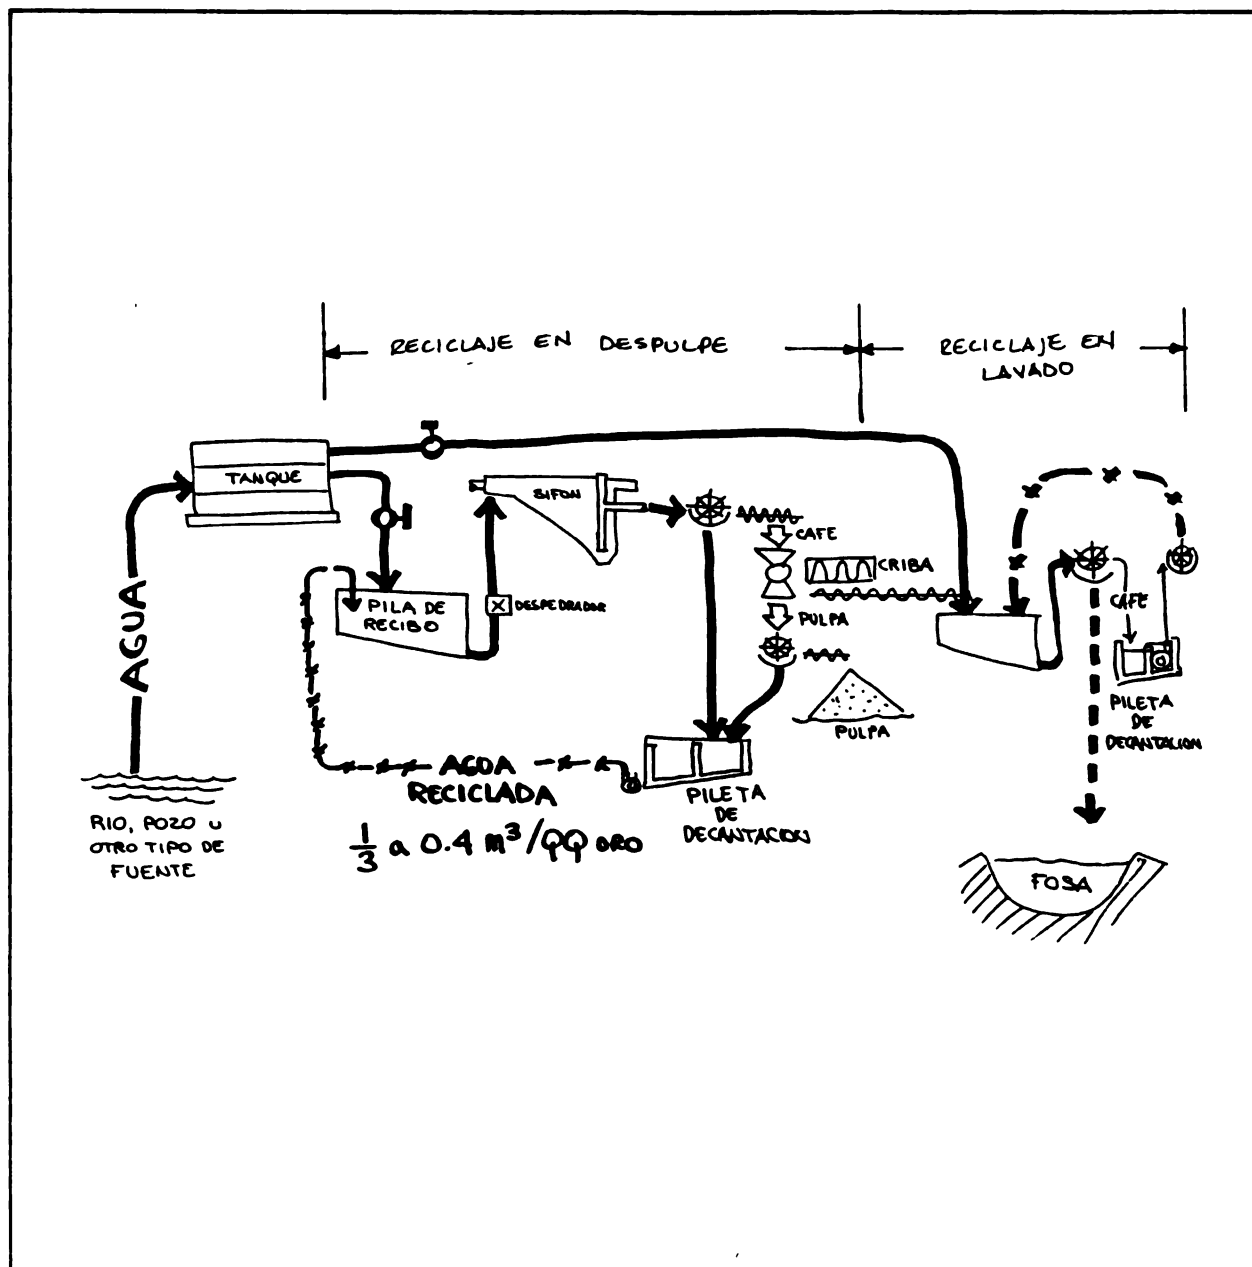 RECICLAJE EN DESPULPE
RECICLAJE EN
LAVADO
TANQUE
SIFON
CAFE
CRIBA
AGUA
PILA DE
RECIBO
DESPEDRADOR
PULPA
CAFE
PULPA
PILETA
DE
DECANTACION
AGUA
RECICLADA
PILETA
DE
DECANTACION
1/3 a 0.4 m³/QQ ORO
RIO, POZO U
OTRO TIPO DE
FUENTE
FOSA